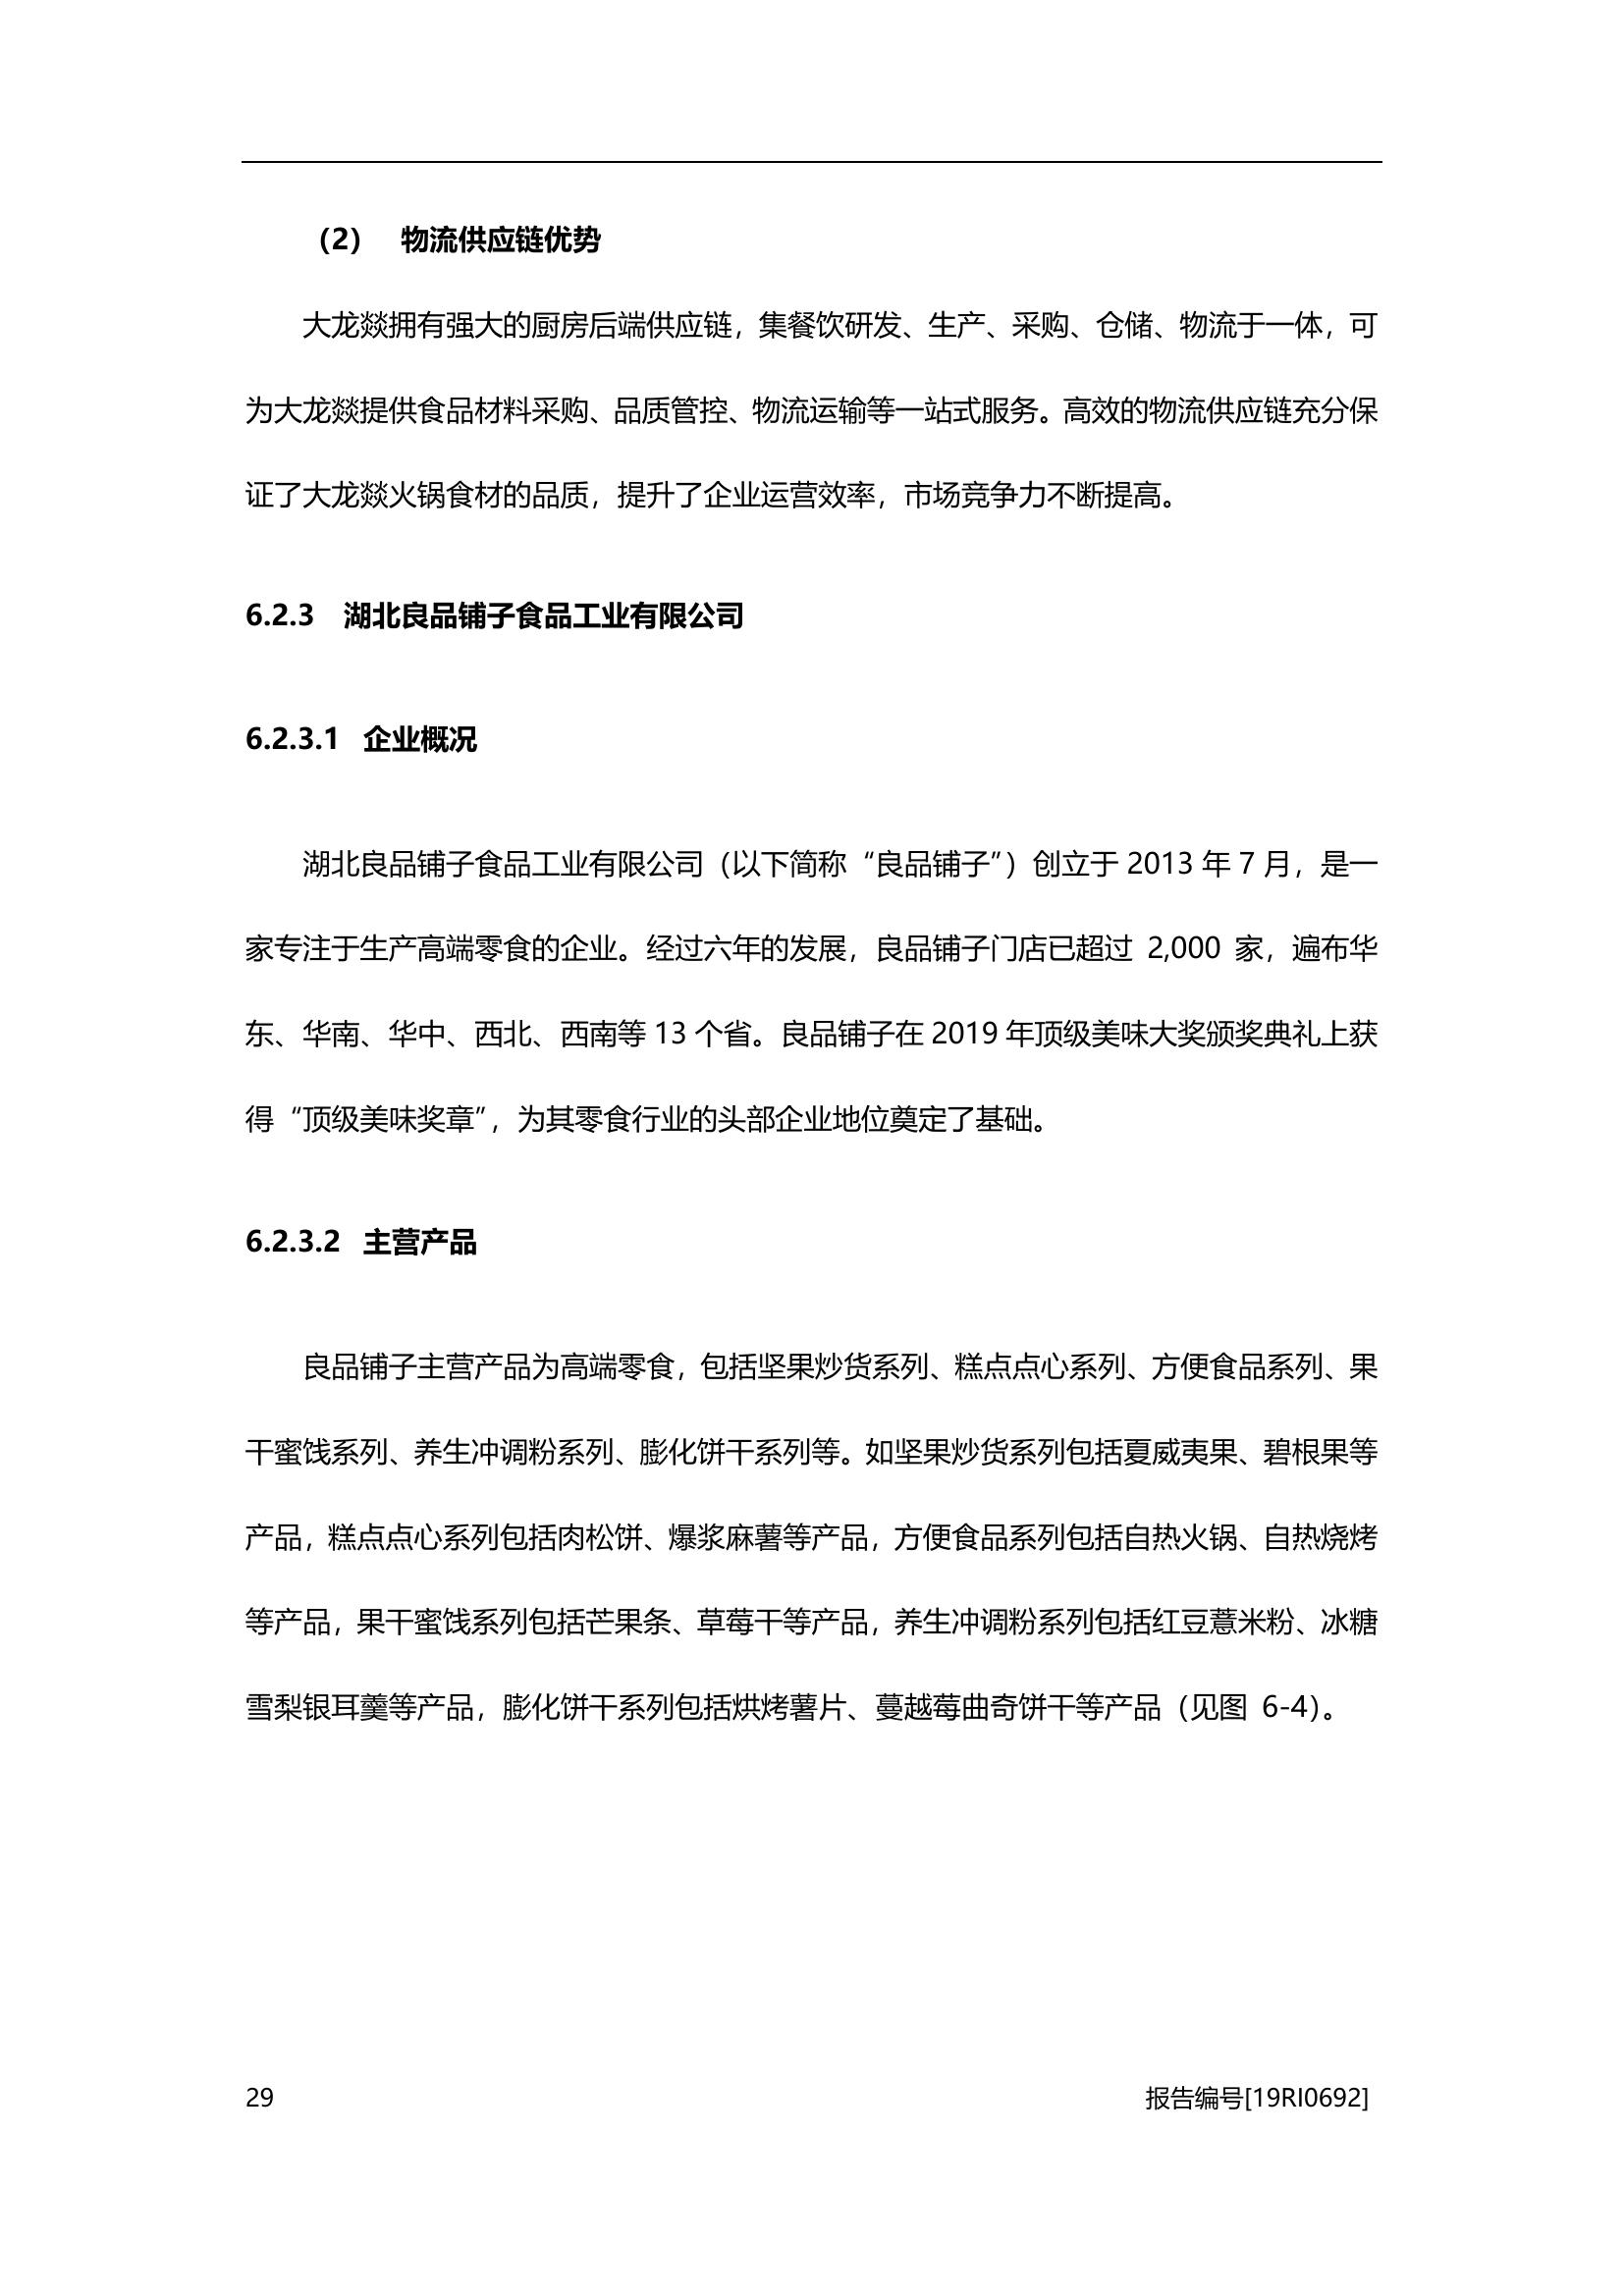 （2） 物流供应链优势
大龙燚拥有强大的厨房后端供应链，集餐饮研发、生产、采购、仓储、物流于一体，可
为大龙燚提供食品材料采购、品质管控、物流运输等一站式服务。高效的物流供应链充分保
证了大龙燚火锅食材的品质，提升了企业运营效率，市场竞争力不断提高。
6.2.3 湖北良品铺子食品工业有限公司
6.2.3.1 企业概况
湖北良品铺子食品工业有限公司（以下简称“良品铺子”）创立于 2013 年 7 月，是一
家专注于生产高端零食的企业。经过六年的发展，良品铺子门店已超过 2,000 家，遍布华
东、华南、华中、西北、西南等 13 个省。良品铺子在 2019 年顶级美味大奖颁奖典礼上获
得“顶级美味奖章”，为其零食行业的头部企业地位奠定了基础。
6.2.3.2 主营产品
良品铺子主营产品为高端零食，包括坚果炒货系列、糕点点心系列、方便食品系列、果
干蜜饯系列、养生冲调粉系列、膨化饼干系列等。如坚果炒货系列包括夏威夷果、碧根果等
产品，糕点点心系列包括肉松饼、爆浆麻薯等产品，方便食品系列包括自热火锅、自热烧烤
等产品，果干蜜饯系列包括芒果条、草莓干等产品，养生冲调粉系列包括红豆薏米粉、冰糖
雪梨银耳羹等产品，膨化饼干系列包括烘烤薯片、蔓越莓曲奇饼干等产品（见图 6-4）。
29 报告编号[19RI0692]